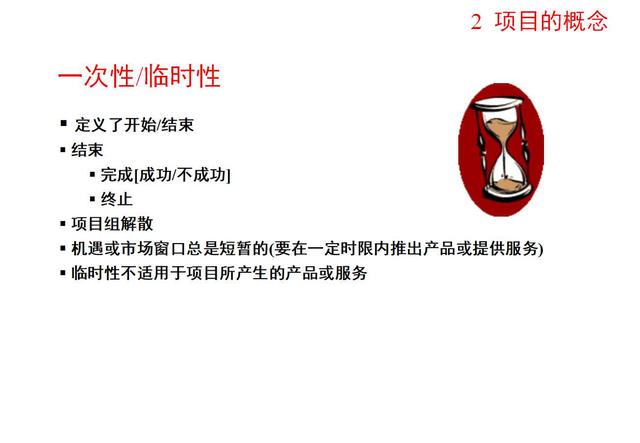 2 项目的概念
一次性/临时性
▪ 定义了开始/结束
▪ 结束
▪ 完成[成功/不成功]
▪ 终止
▪ 项目组解散
▪ 机遇或市场窗口总是短暂的(要在一定时限内推出产品或提供服务)
▪ 临时性不适用于项目所产生的产品或服务